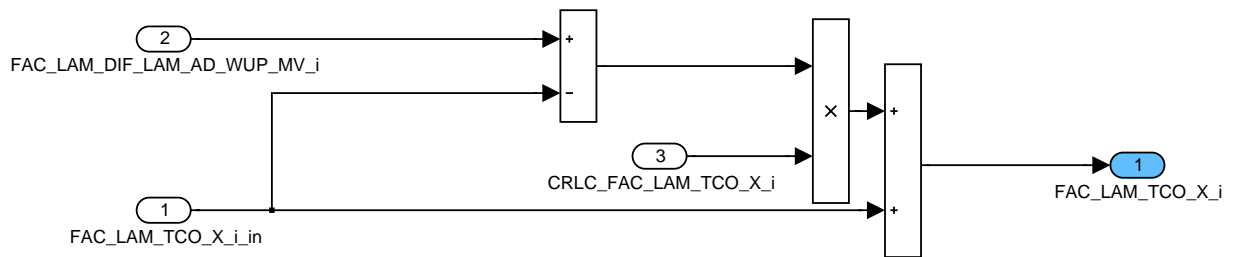 2
FAC_LAM_DIF_LAM_AD_WUP_MV_i
+
−
×
3
CRLC_FAC_LAM_TCO_X_i
+
1
FAC_LAM_TCO_X_i
1
FAC_LAM_TCO_X_i_in
+